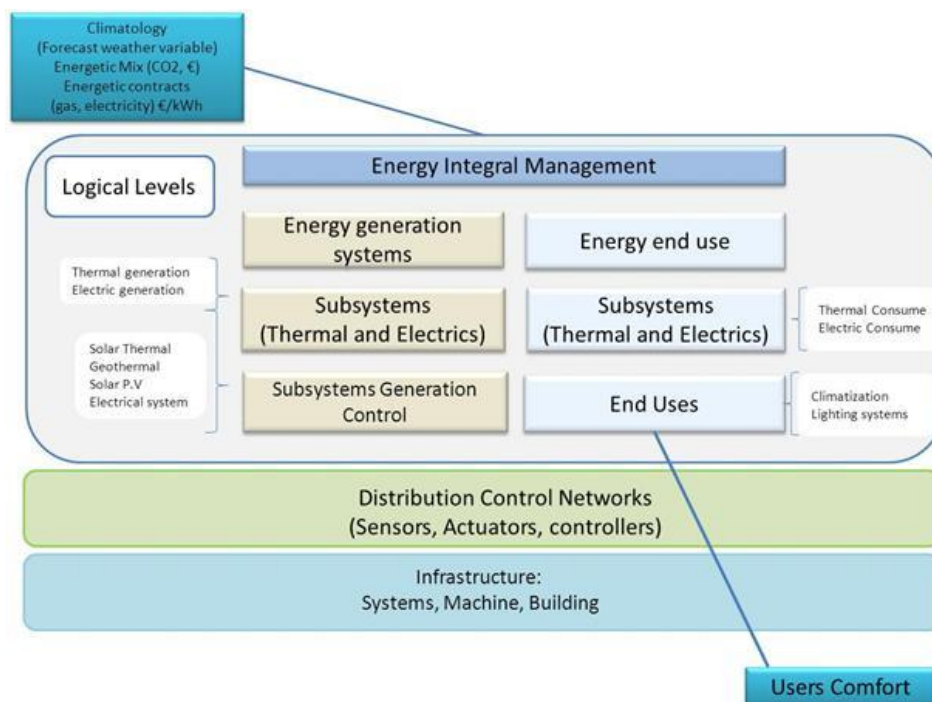 Climatology
(Forecast weather variable)
Energetic Mix (CO2, €)
Energetic contracts
(gas, electricity) €/kWh
Logical Levels
Energy Integral Management
Energy generation
systems
Energy end use
Thermal generation
Electric generation
Subsystems
(Thermal and Electrics)
Subsystems
(Thermal and Electrics)
Thermal Consume
Electric Consume
Solar Thermal
Geothermal
Solar P.V
Electrical system
Subsystems Generation
Control
End Uses
Climatization
Lighting systems
Distribution Control Networks
(Sensors, Actuators, controllers)
Infrastructure:
Systems, Machine, Building
Users Comfort